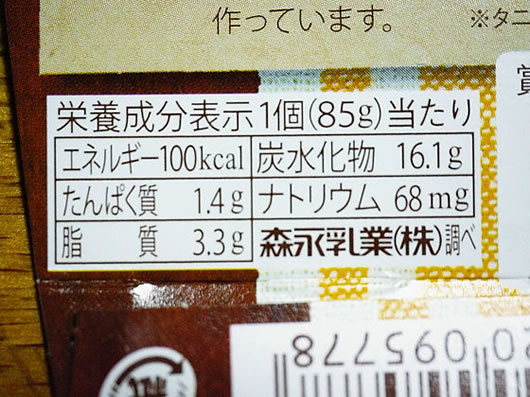 作っています。
※タニ
賞
栄養成分表示 1個(85g)当たり
エネルギー100kcal 炭水化物 16.1g
たんぱく質 1.4g ナトリウム 68mg
脂 質 3.3g 森永乳業(株)調べ
095778